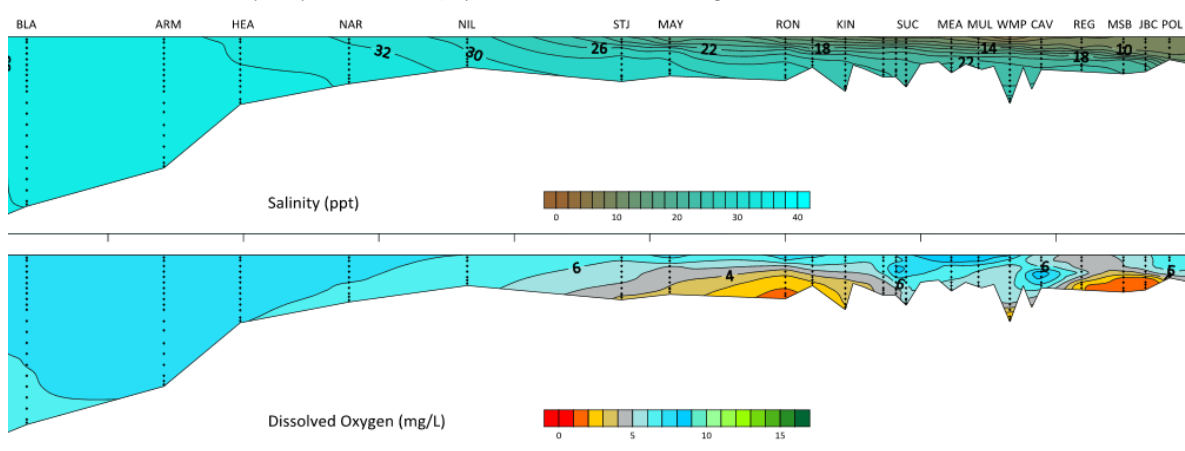 BLA ARM HEA NAR NIL STJ MAY RON KIN SUC MEA MUL WMP CAV REG MSB JBC POL
32 30 26 22 18 14 10
22 18
Salinity (ppt)
0 10 20 30 40
6 4 6 6
6
Dissolved Oxygen (mg/L)
0 5 10 15